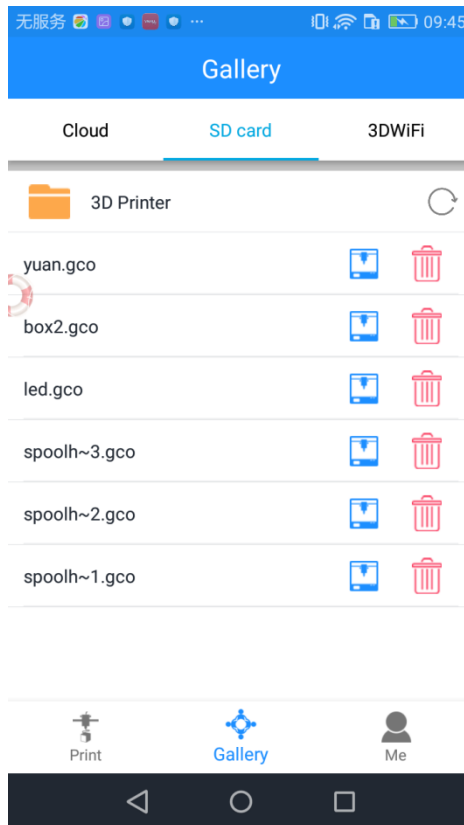 无服务 09:45
Gallery
Cloud SD card 3DWiFi
3D Printer
yuan.gco
box2.gco
led.gco
spoolh~3.gco
spoolh~2.gco
spoolh~1.gco
Print Gallery Me